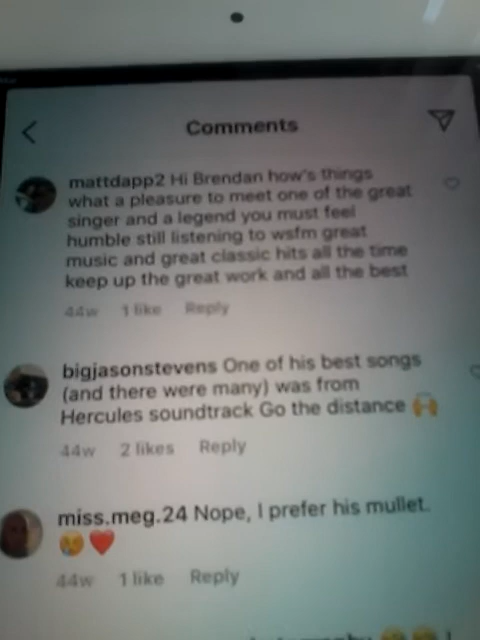 Comments
mattdapp2 Hi Brendan how's things
what a pleasure to meet one of the great
singer and a legend you must feel
humble still listening to wsfm great
music and great classic hits all the time
keep up the great work and all the best
44w 1 like Reply
bigjasonstevens One of his best songs
(and there were many) was from
Hercules soundtrack Go the distance 🙌
44w 2 likes Reply
miss.meg.24 Nope, I prefer his mullet.
😢❤️
44w 1 like Reply